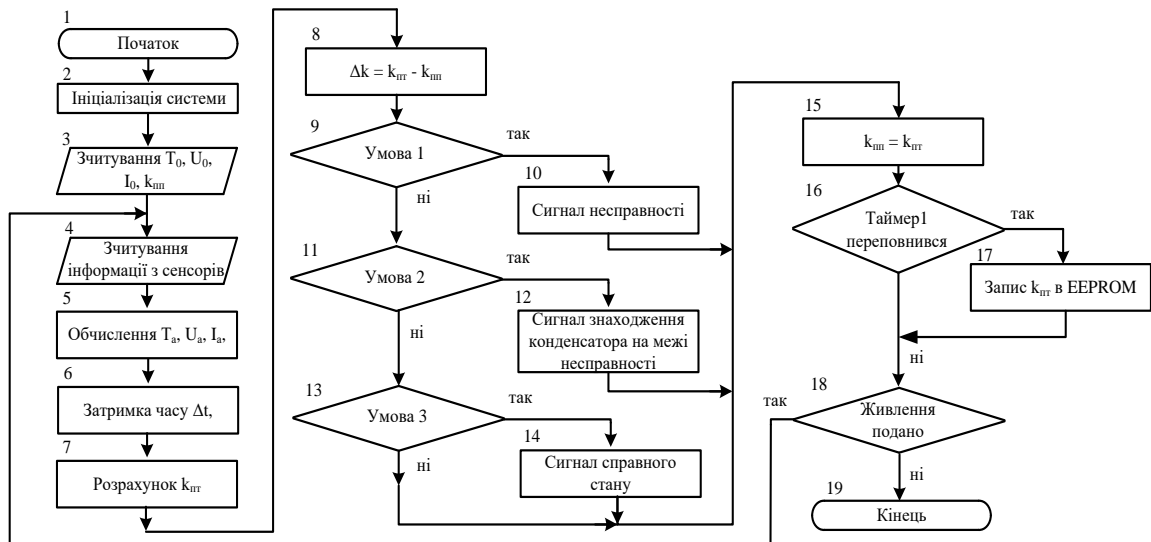 1
Початок
2
Ініціалізація системи
3
Зчитування T₀, U₀,
I₀, kпп
4
Зчитування
інформації з сенсорів
5
Обчислення Tа, Uа, Iа,
6
Затримка часу Δt,
7
Розрахунок kпт
8
Δk = kпт - kпп
9
Умова 1
так
ні
10
Сигнал несправності
11
Умова 2
так
ні
12
Сигнал знаходження
конденсатора на межі
несправності
13
Умова 3
так
ні
14
Сигнал справного
стану
15
kпп = kпт
16
Таймер1
переповнився
так
17
Запис kпт в EEPROM
ні
18
Живлення
подано
так
ні
19
Кінець